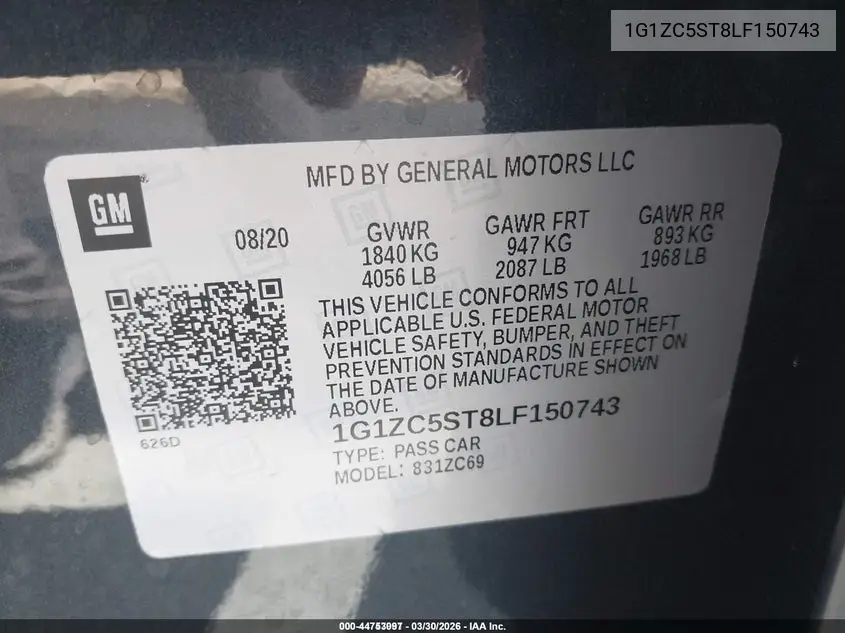 1G1ZC5ST8LF150743
MFD BY GENERAL MOTORS LLC
GM
08/20
GVWR
1840 KG
4056 LB
GAWR FRT
947 KG
2087 LB
GAWR RR
893 KG
1968 LB
THIS VEHICLE CONFORMS TO ALL
APPLICABLE U.S. FEDERAL MOTOR
VEHICLE SAFETY, BUMPER, AND THEFT
PREVENTION STANDARDS IN EFFECT ON
THE DATE OF MANUFACTURE SHOWN
ABOVE.
1G1ZC5ST8LF150743
TYPE: PASS CAR
MODEL: 831ZC69
626D
000-44753097 - 03/30/2026 - IAA Inc.